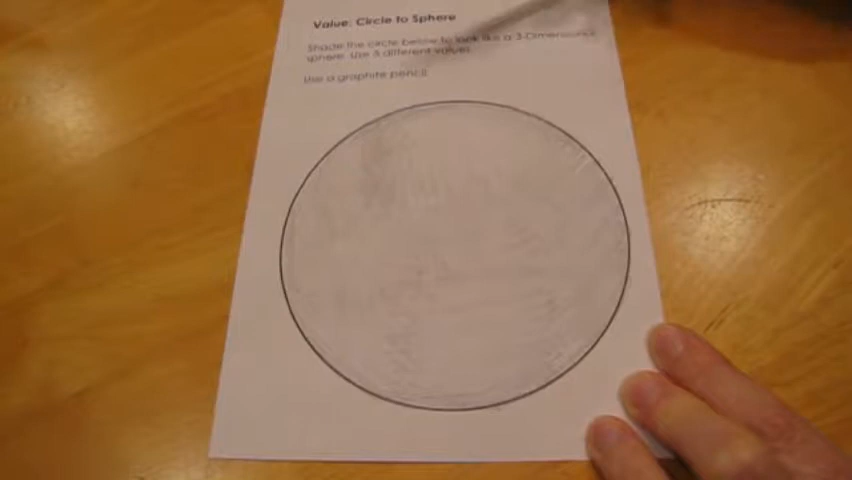 Value: Circle to Sphere
Shade the circle below to look like a 3-Dimensional
sphere. Use 5 different values.
Use a graphite pencil